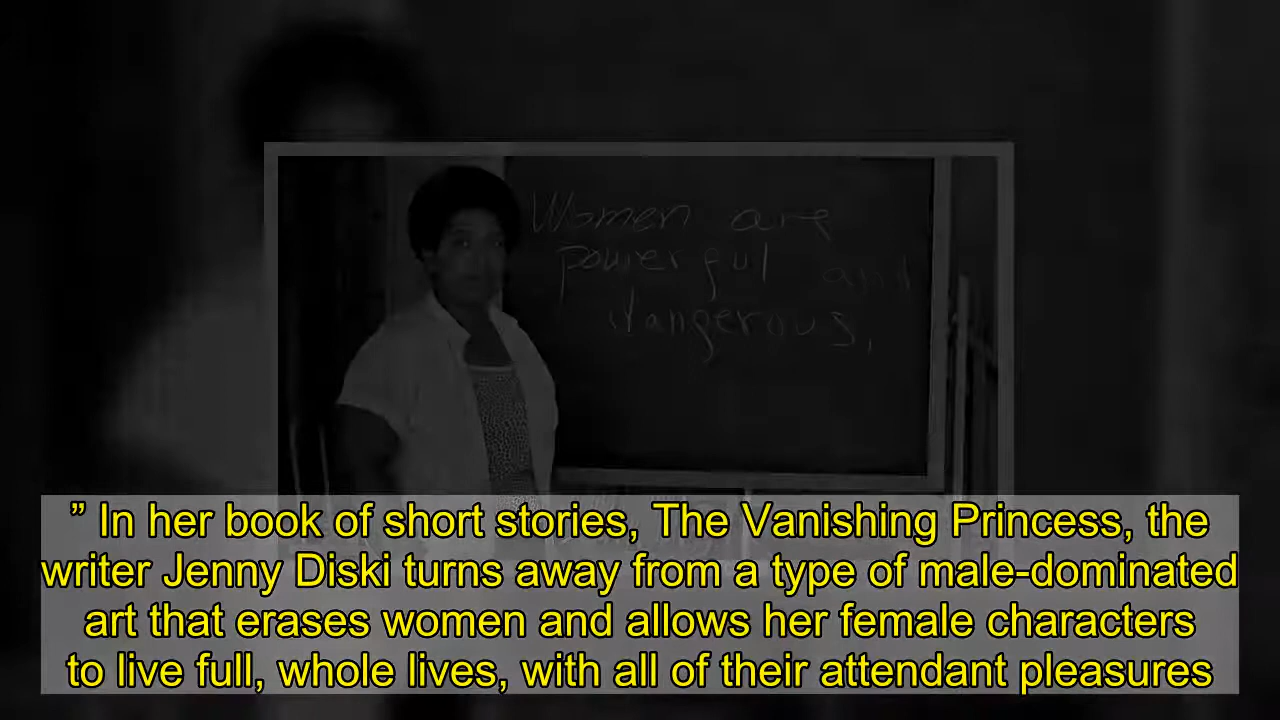 Women are
powerful and
dangerous,
” In her book of short stories, The Vanishing Princess, the
writer Jenny Diski turns away from a type of male-dominated
art that erases women and allows her female characters
to live full, whole lives, with all of their attendant pleasures